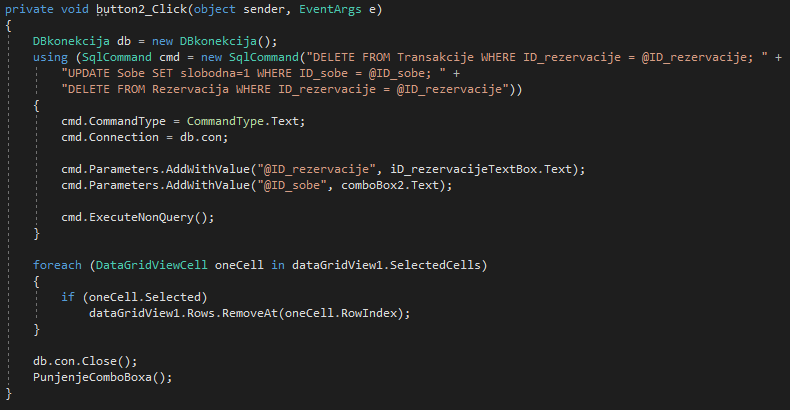 private void button2_Click(object sender, EventArgs e)
{
    DBkonekcija db = new DBkonekcija();
    using (SqlCommand cmd = new SqlCommand("DELETE FROM Transakcije WHERE ID_rezervacije = @ID_rezervacije; " +
        "UPDATE Sobe SET slobodna=1 WHERE ID_sobe = @ID_sobe; " +
        "DELETE FROM Rezervacija WHERE ID_rezervacije = @ID_rezervacije"))
    {
        cmd.CommandType = CommandType.Text;
        cmd.Connection = db.con;

        cmd.Parameters.AddWithValue("@ID_rezervacije", iD_rezervacijeTextBox.Text);
        cmd.Parameters.AddWithValue("@ID_sobe", comboBox2.Text);

        cmd.ExecuteNonQuery();
    }

    foreach (DataGridViewCell oneCell in dataGridView1.SelectedCells)
    {
        if (oneCell.Selected)
            dataGridView1.Rows.RemoveAt(oneCell.RowIndex);
    }

    db.con.Close();
    PunjenjeComboBoxa();
}